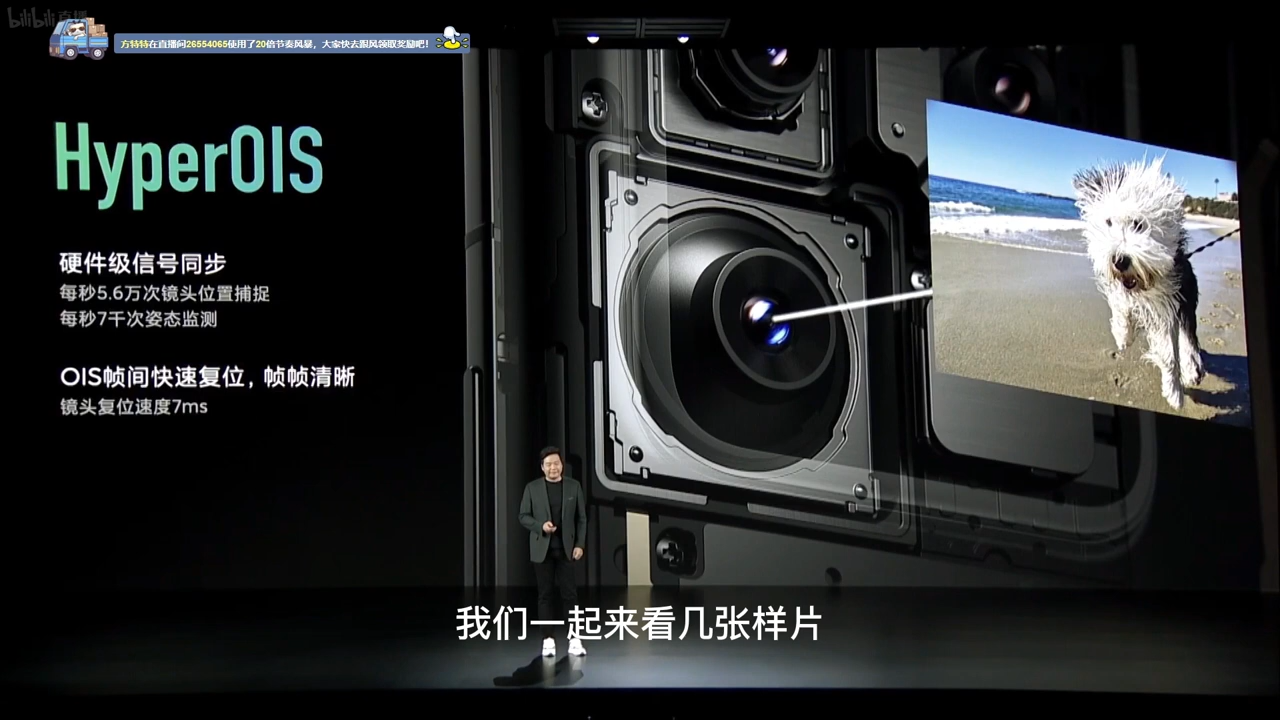 bilibili 直播
方特特在直播间26554065使用了20倍节奏风暴，大家快去跟风领取奖励吧！
HyperOIS
硬件级信号同步
每秒5.6万次镜头位置捕捉
每秒7千次姿态监测
OIS帧间快速复位，帧帧清晰
镜头复位速度7ms
我们一起来看几张样片